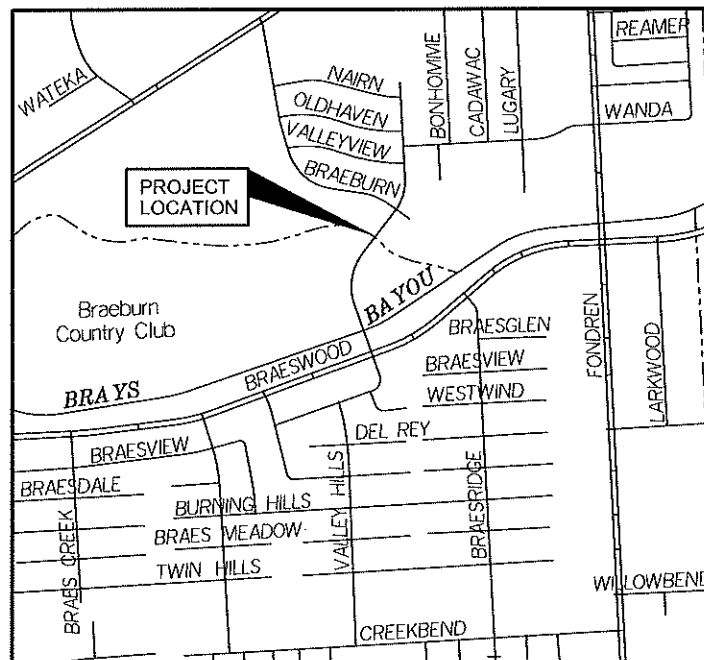 REAMER
WATEKA
NAIRN
BONHOMME
CADAWAC
LUGARY
OLDHAVEN
WANDA
VALLEYVIEW
BRAEBURN
PROJECT
LOCATION
BAYOU
Braeburn
Country Club
BRAESGLEN
FONDREN
LARKWOOD
BRAESWOOD
BRAESVIEW
BRAYS
WESTWIND
DEL REY
BRAESVIEW
BRAESDALE
BURNING HILLS
VALLEY HILLS
BRAESRIDGE
BRAES MEADOW
BRAES CREEK
TWIN HILLS
WILLOWBEND
CREEKBEND